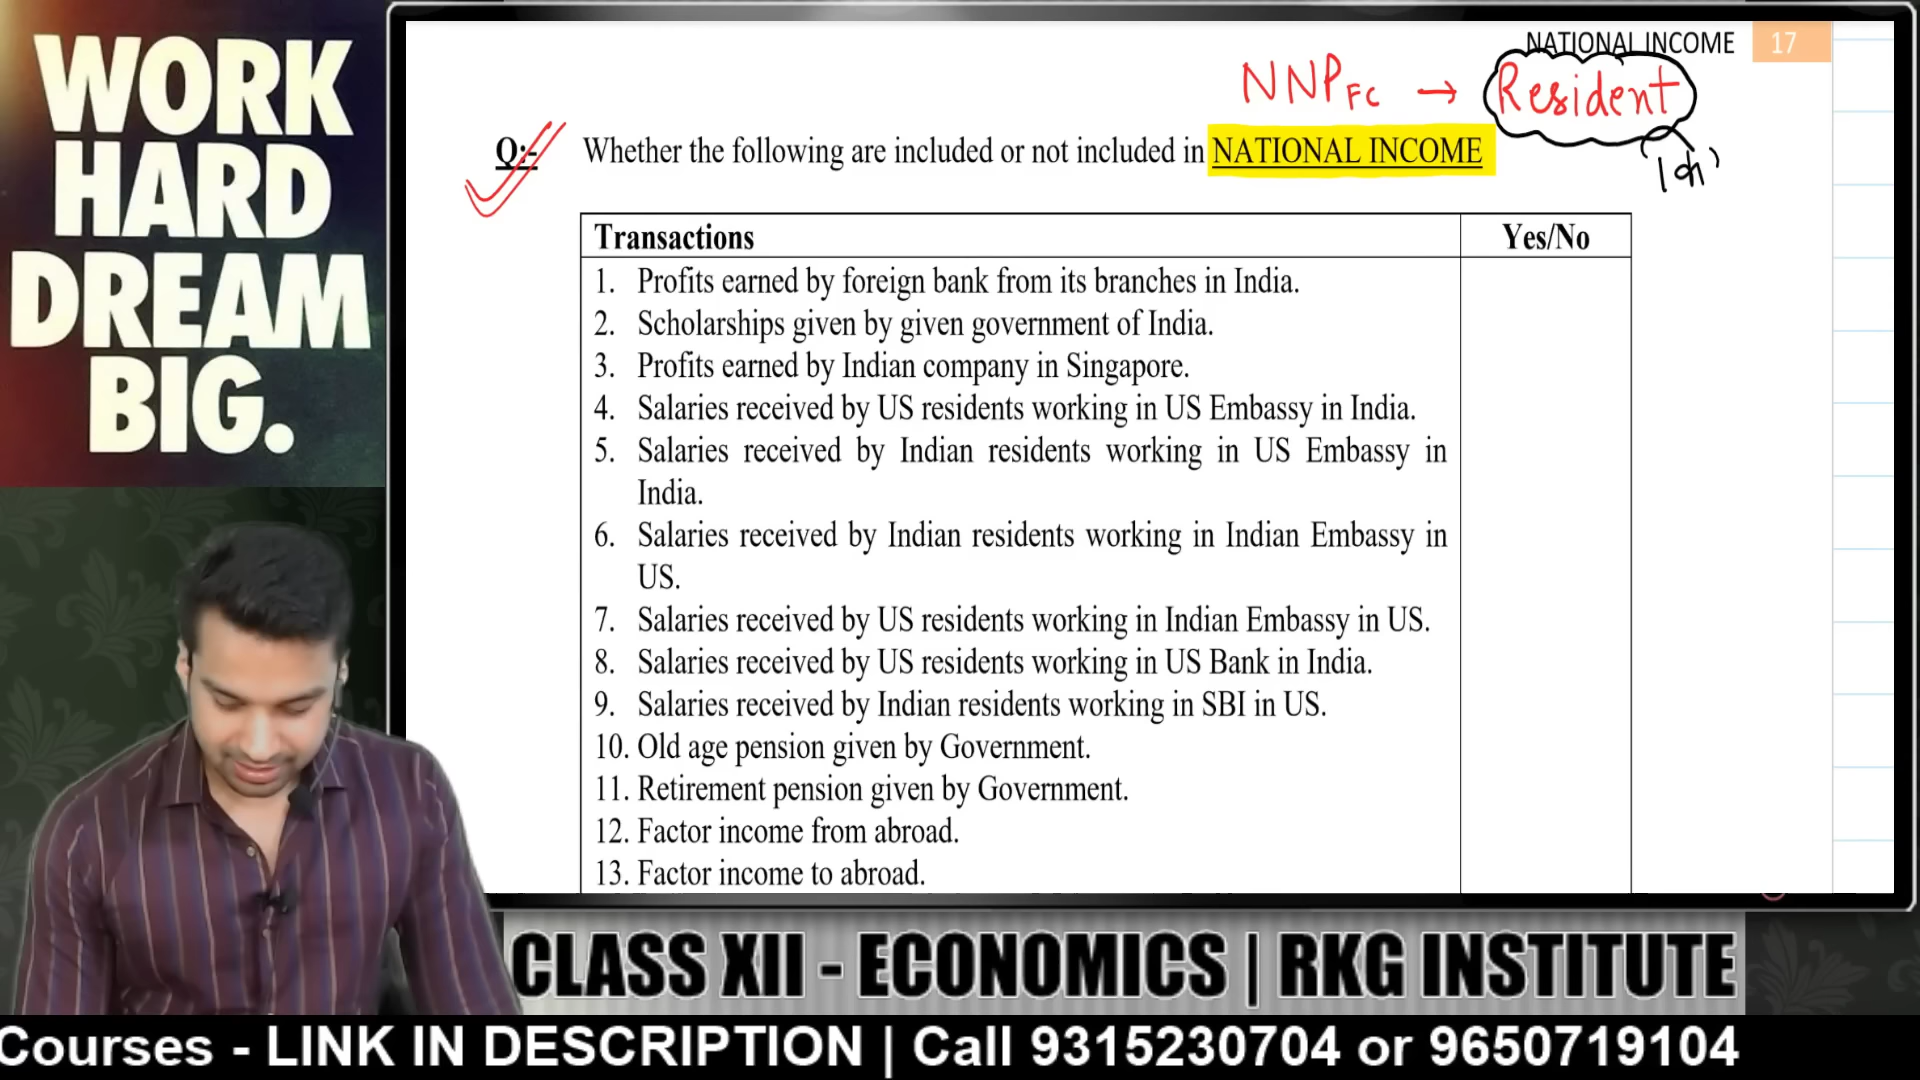 WORK
HARD
DREAM
BIG.
NATIONAL INCOME 17
NNPFC → Resident
Q:- Whether the following are included or not included in NATIONAL INCOME
Transactions Yes/No
1. Profits earned by foreign bank from its branches in India.
2. Scholarships given by given government of India.
3. Profits earned by Indian company in Singapore.
4. Salaries received by US residents working in US Embassy in India.
5. Salaries received by Indian residents working in US Embassy in
India.
6. Salaries received by Indian residents working in Indian Embassy in
US.
7. Salaries received by US residents working in Indian Embassy in US.
8. Salaries received by US residents working in US Bank in India.
9. Salaries received by Indian residents working in SBI in US.
10. Old age pension given by Government.
11. Retirement pension given by Government.
12. Factor income from abroad.
13. Factor income to abroad.
CLASS XII - ECONOMICS | RKG INSTITUTE
Courses - LINK IN DESCRIPTION | Call 9315230704 or 9650719104